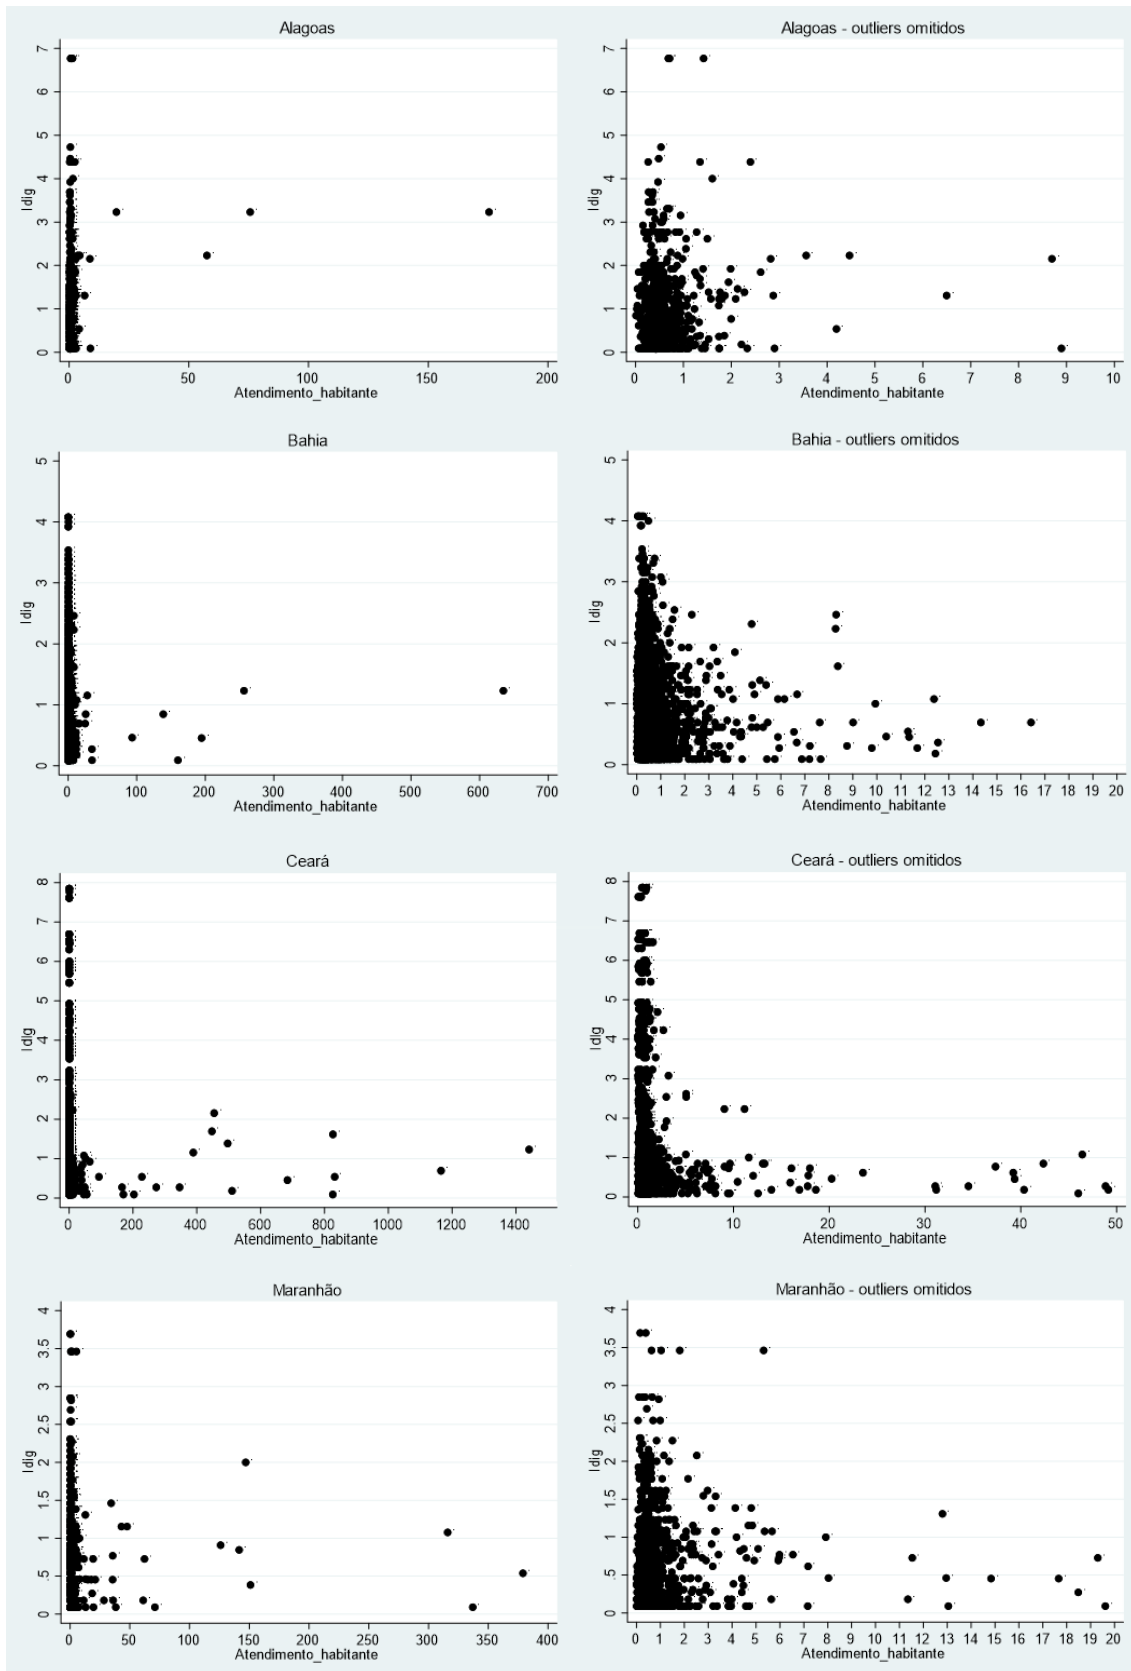 Alagoas
7
6
5
4
3
2
1
0
Idig
0 50 100 150 200
Atendimento_habitante
Alagoas - outliers omitidos
7
6
5
4
3
2
1
0
Idig
0 1 2 3 4 5 6 7 8 9 10
Atendimento_habitante
Bahia
5
4
3
2
1
0
Idig
0 100 200 300 400 500 600 700
Atendimento_habitante
Bahia - outliers omitidos
5
4
3
2
1
0
Idig
0 1 2 3 4 5 6 7 8 9 10 11 12 13 14 15 16 17 18 19 20
Atendimento_habitante
Ceará
8
7
6
5
4
3
2
1
0
Idig
0 200 400 600 800 1000 1200 1400
Atendimento_habitante
Ceará - outliers omitidos
8
7
6
5
4
3
2
1
0
Idig
0 10 20 30 40 50
Atendimento_habitante
Maranhão
4
3.5
3
2.5
2
1.5
1
.5
0
Idig
0 50 100 150 200 250 300 350 400
Atendimento_habitante
Maranhão - outliers omitidos
4
3.5
3
2.5
2
1.5
1
.5
0
Idig
0 1 2 3 4 5 6 7 8 9 10 11 12 13 14 15 16 17 18 19 20
Atendimento_habitante